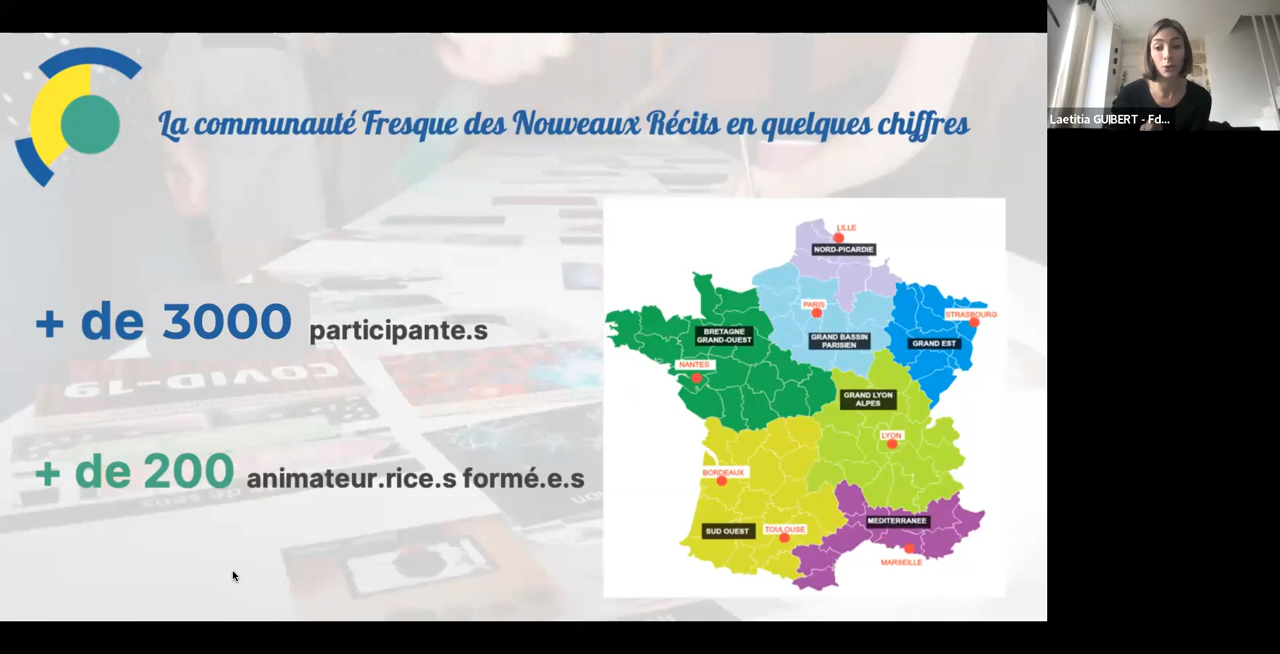 La communauté Fresque des Nouveaux Récits en quelques chiffres
Laetitia GUIBERT - Fd...
+ de 3000 participante.s
+ de 200 animateur.rice.s formé.e.s
LILLE
NORD-PICARDIE
PARIS
STRASBOURG
BRETAGNE
GRAND-OUEST
GRAND BASSIN
PARISIEN
GRAND EST
NANTES
GRAND LYON
ALPES
LYON
BORDEAUX
SUD OUEST
TOULOUSE
MEDITERRANEE
MARSEILLE
COVID-19